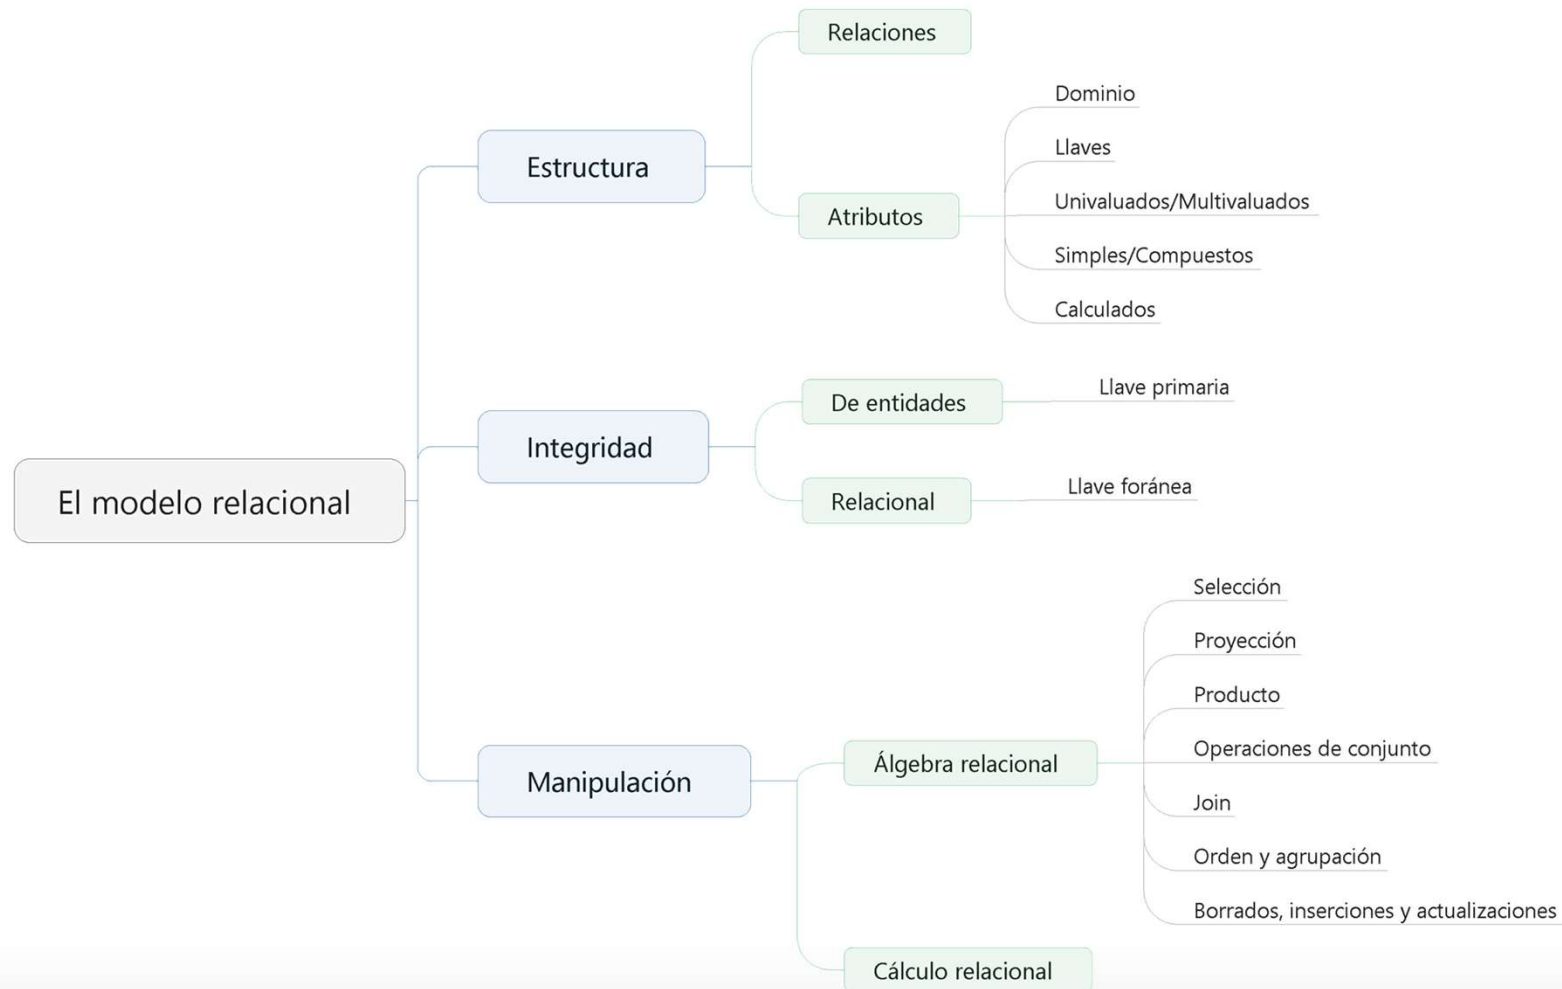 El modelo relacional
Estructura
Relaciones
Atributos
Dominio
Llaves
Univaluados/Multivaluados
Simples/Compuestos
Calculados
Integridad
De entidades
Llave primaria
Relacional
Llave foránea
Manipulación
Álgebra relacional
Selección
Proyección
Producto
Operaciones de conjunto
Join
Orden y agrupación
Borrados, inserciones y actualizaciones
Cálculo relacional